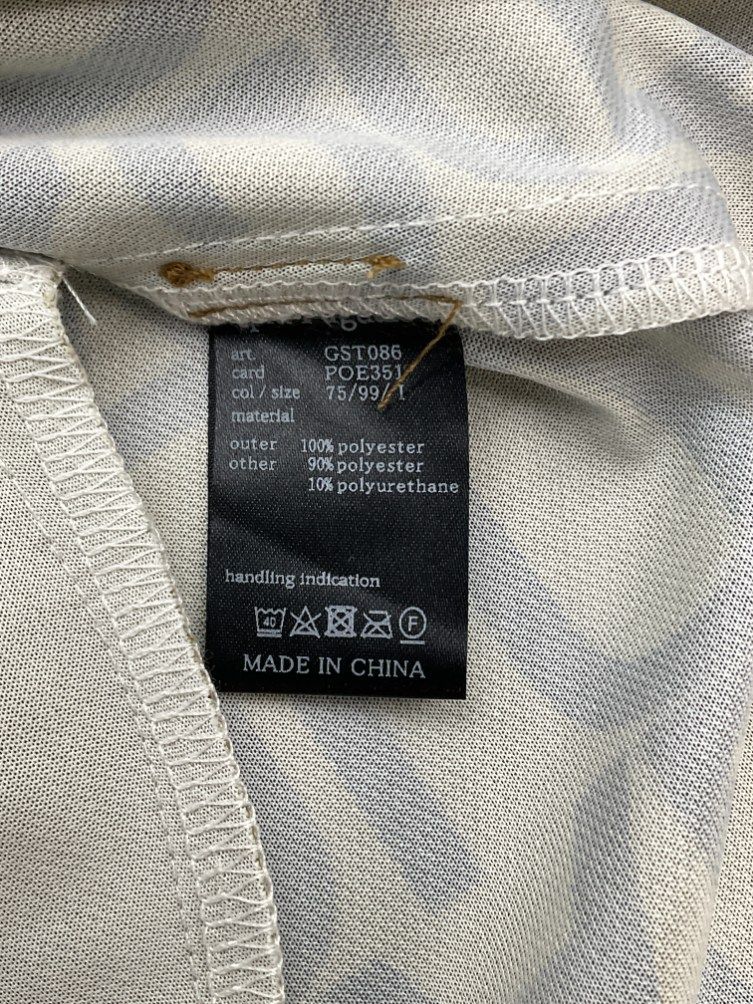 art. GST086
card POE351
col / size 75/99/
material
outer 100% polyester
other 90% polyester
10% polyurethane
handling indication
40 F
MADE IN CHINA